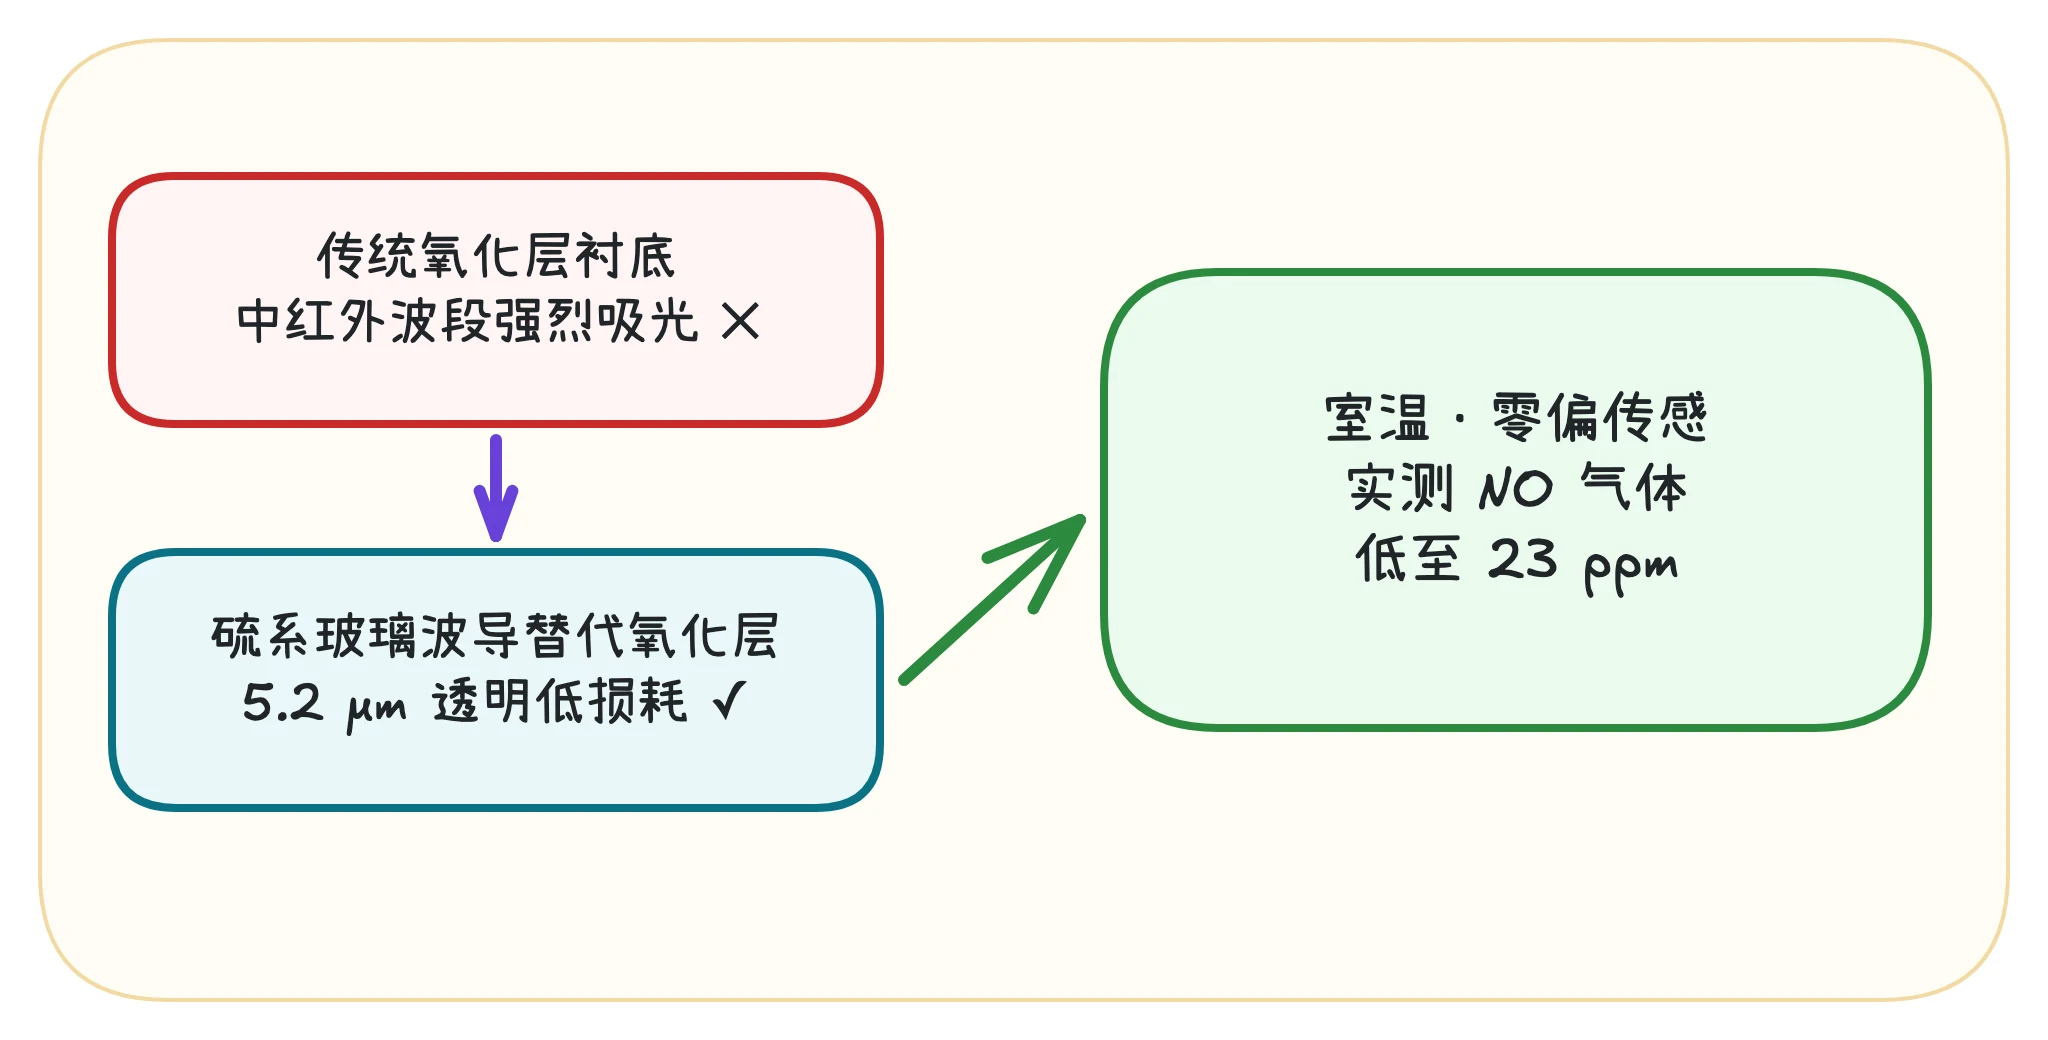 传统氧化层衬底
中红外波段强烈吸光 ×
硫系玻璃波导替代氧化层
5.2 μm 透明低损耗 ✓
室温 · 零偏传感
实测 NO 气体
低至 23 ppm